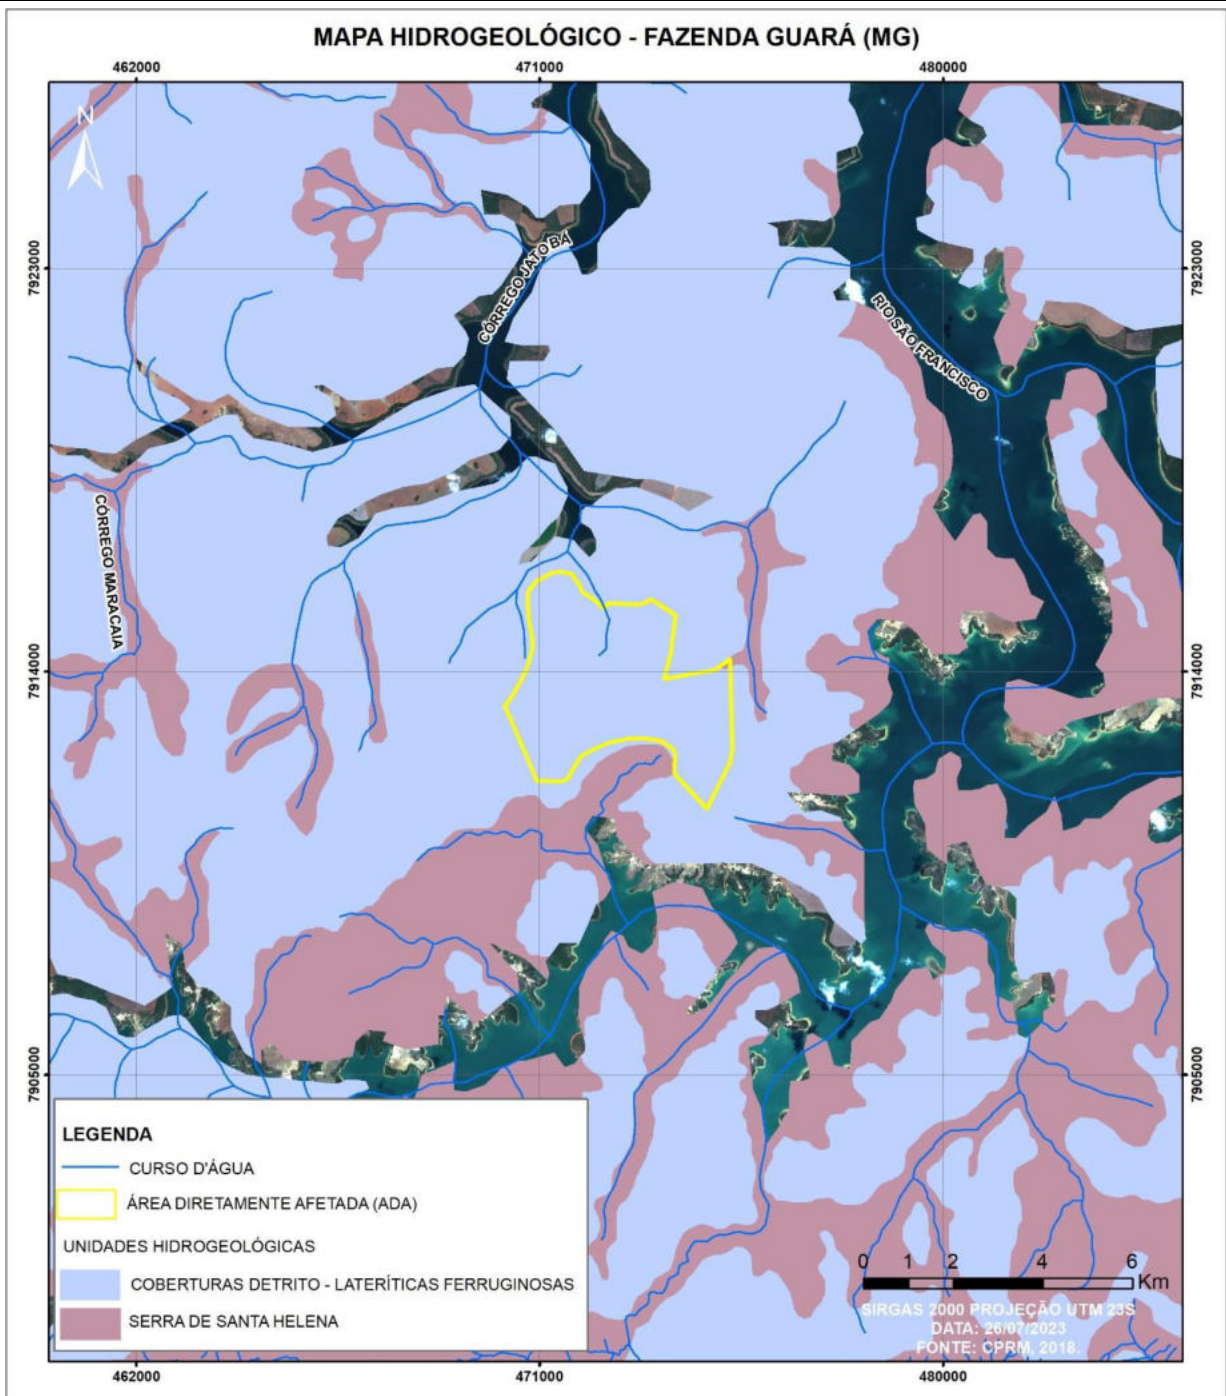 MAPA HIDROGEOLÓGICO - FAZENDA GUARÁ (MG)
462000 471000 480000
N
7923000 7923000
CÓRREGO JATOBÁ
RIO SÃO FRANCISCO
CÓRREGO MARACAIA
7914000 7914000
7905000 7905000
LEGENDA
CURSO D'ÁGUA
ÁREA DIRETAMENTE AFETADA (ADA)
UNIDADES HIDROGEOLÓGICAS
COBERTURAS DETRITO - LATERÍTICAS FERRUGINOSAS
SERRA DE SANTA HELENA
0 1 2 4 6
Km
SIRGAS 2000 PROJEÇÃO UTM 23S
DATA: 26/07/2023
FONTE: CPRM, 2018.
462000 471000 480000